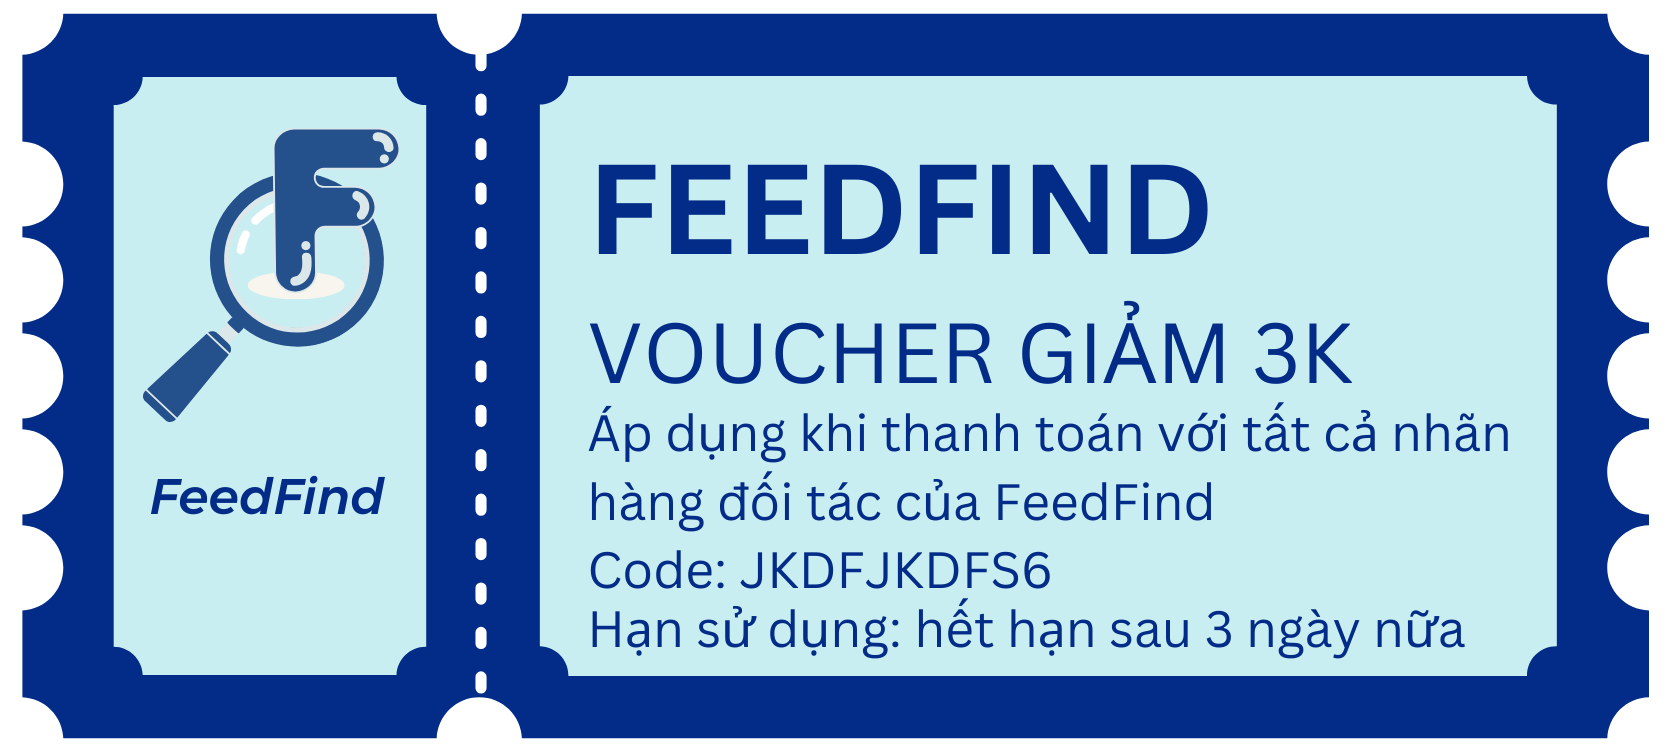 FeedFind
FEEDFIND
VOUCHER GIẢM 3K
Áp dụng khi thanh toán với tất cả nhãn
hàng đối tác của FeedFind
Code: JKDFJKDFS6
Hạn sử dụng: hết hạn sau 3 ngày nữa